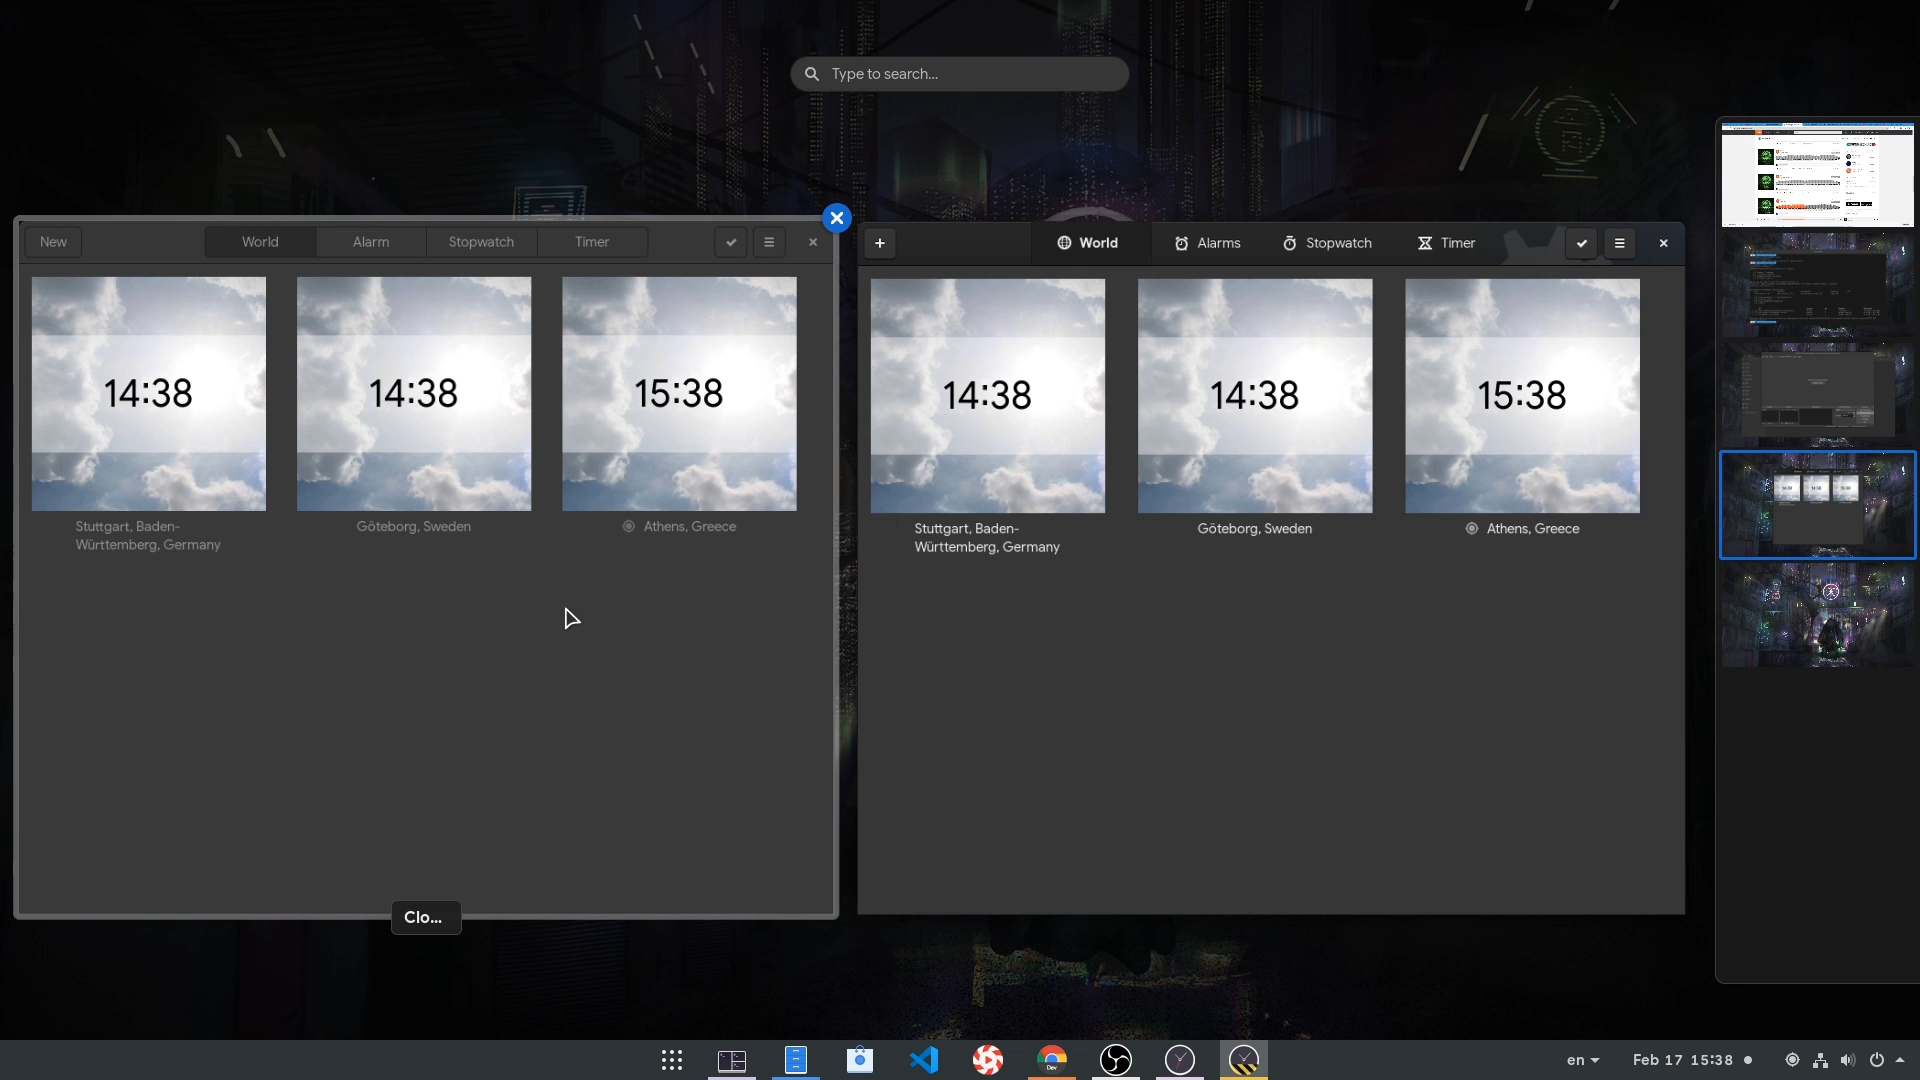 Type to search...
New
World
Alarm
Stopwatch
Timer
14:38
14:38
15:38
Stuttgart, Baden-
Württemberg, Germany
Göteborg, Sweden
Athens, Greece
Clo...
World
Alarms
Stopwatch
Timer
14:38
14:38
15:38
Stuttgart, Baden-
Württemberg, Germany
Göteborg, Sweden
Athens, Greece
Dev
en
Feb 17 15:38